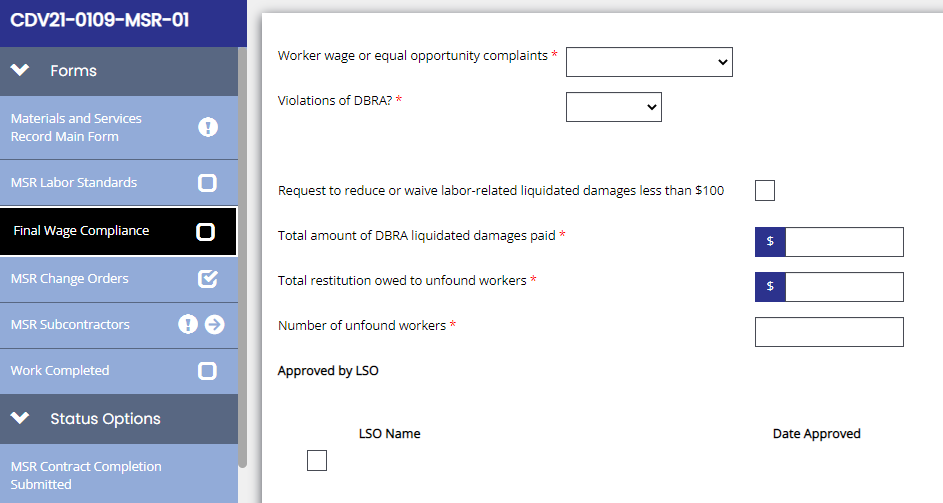 CDV21-0109-MSR-01
Forms
Materials and Services
Record Main Form
MSR Labor Standards
Final Wage Compliance
MSR Change Orders
MSR Subcontractors
Work Completed
Status Options
MSR Contract Completion
Submitted
Worker wage or equal opportunity complaints *
Violations of DBRA? *
Request to reduce or waive labor-related liquidated damages less than $100
Total amount of DBRA liquidated damages paid *
$
Total restitution owed to unfound workers *
$
Number of unfound workers *
Approved by LSO
LSO Name Date Approved